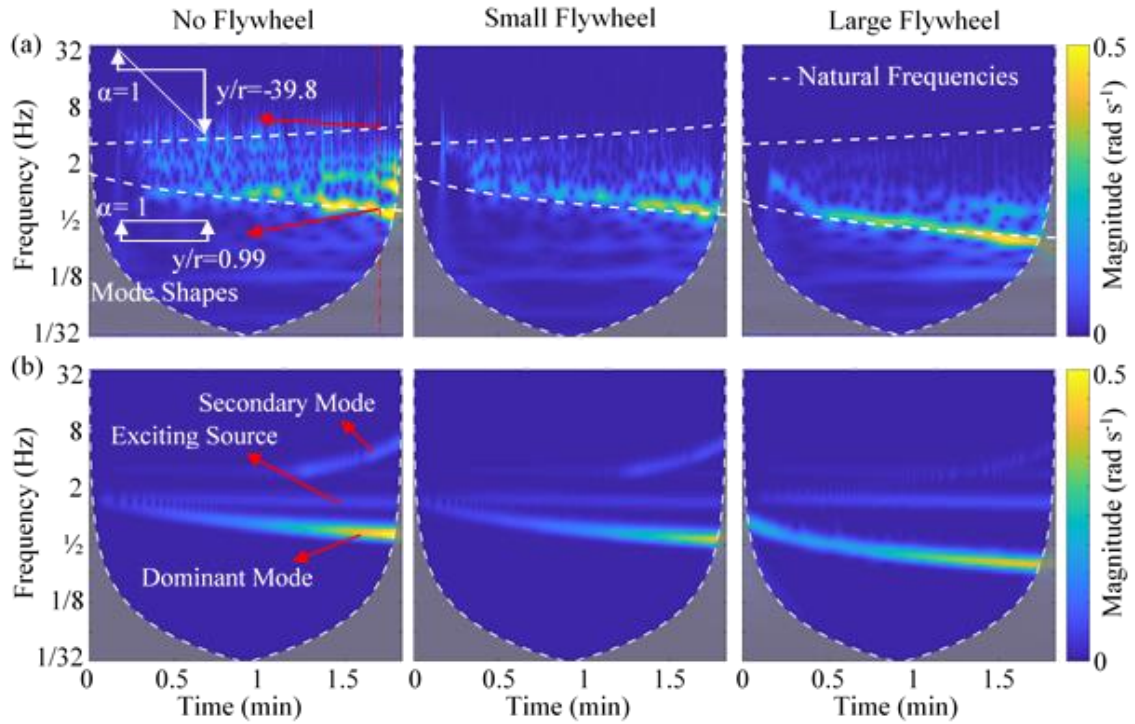 No Flywheel
Small Flywheel
Large Flywheel
(a)
32
8
2
½
1/8
1/32
Frequency (Hz)
α=1
y/r=-39.8
α= 1
y/r=0.99
Mode Shapes
Natural Frequencies
0.5
0
Magnitude (rad s⁻¹)
(b)
32
8
2
½
1/8
1/32
Frequency (Hz)
Secondary Mode
Exciting Source
Dominant Mode
0.5
0
Magnitude (rad s⁻¹)
0 0.5 1 1.5
0 0.5 1 1.5
0 0.5 1 1.5
Time (min)
Time (min)
Time (min)